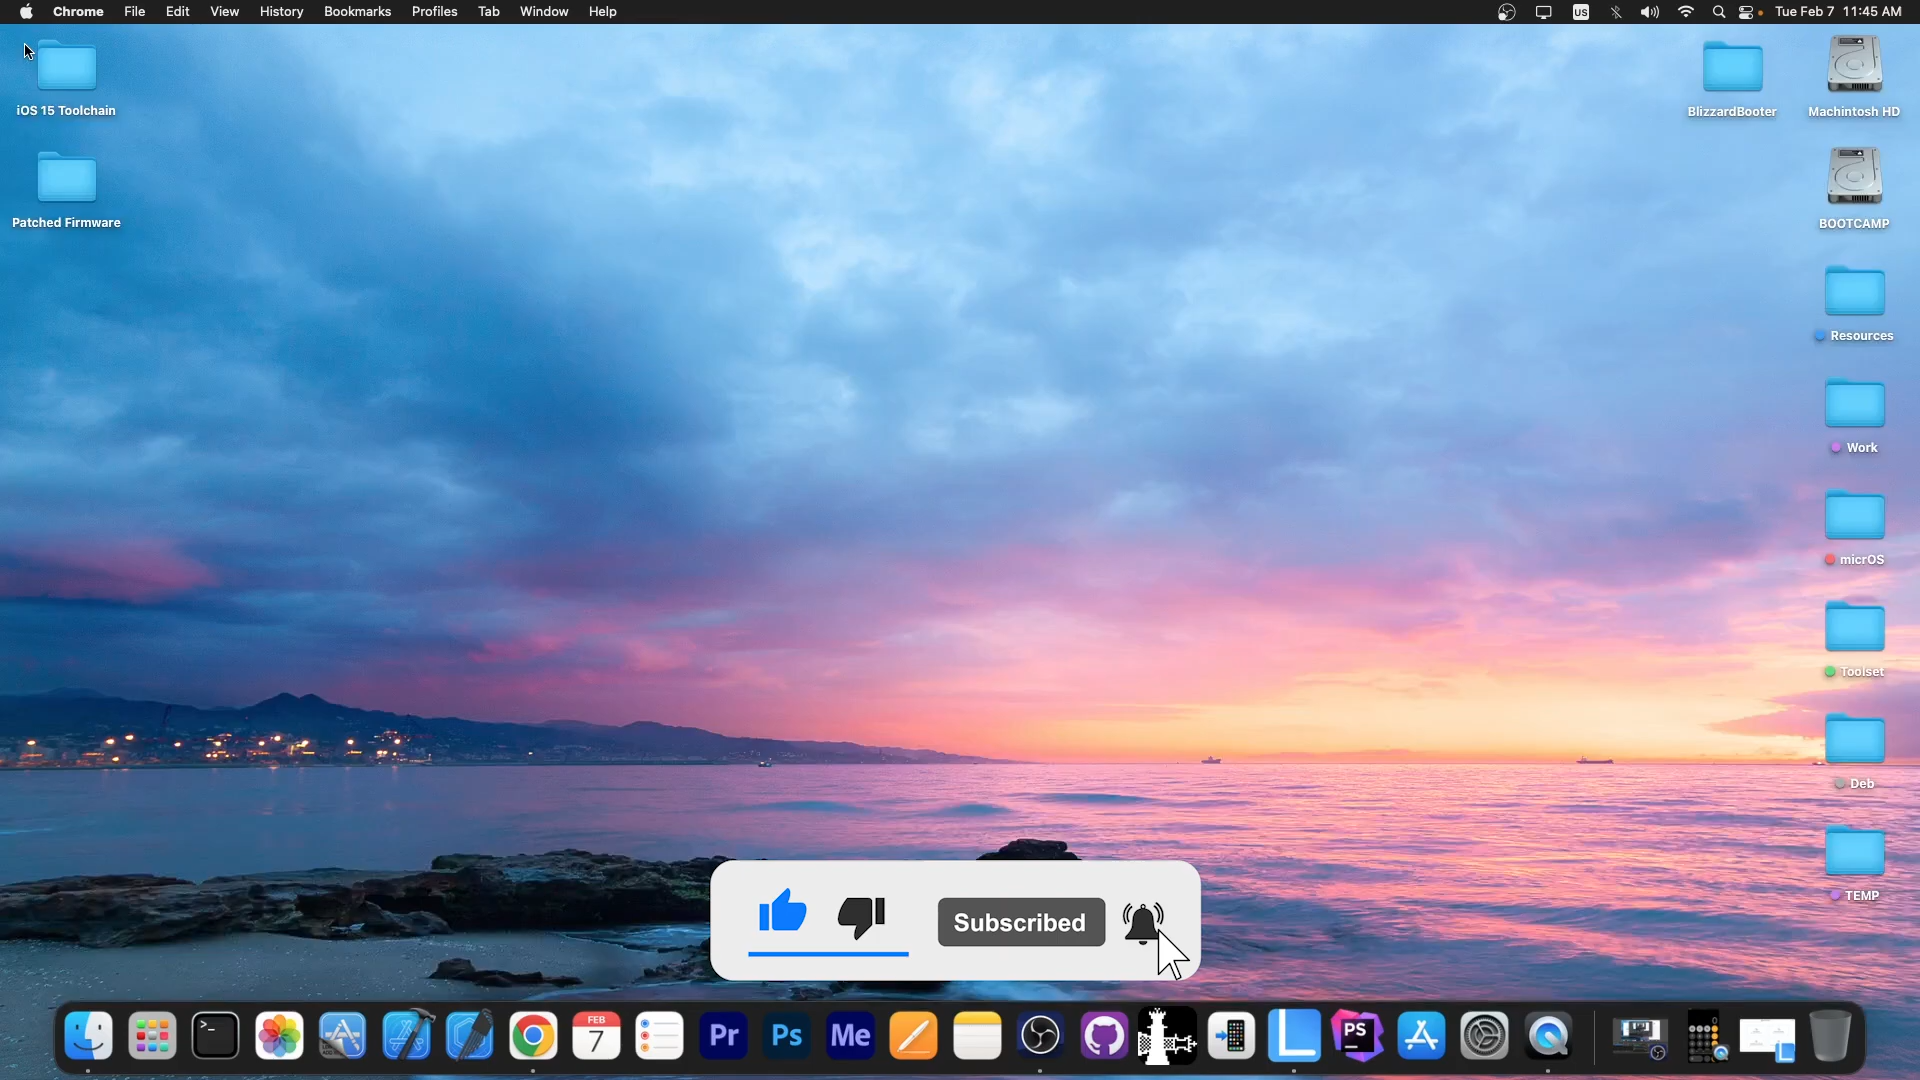 Chrome File Edit View History Bookmarks Profiles Tab Window Help
US
Tue Feb 7 11:45 AM
iOS 15 Toolchain
Patched Firmware
BlizzardBooter
Machintosh HD
BOOTCAMP
Resources
Work
micrOS
Toolset
Deb
TEMP
Subscribed
>_
FEB
7
Pr
Ps
Me
PS